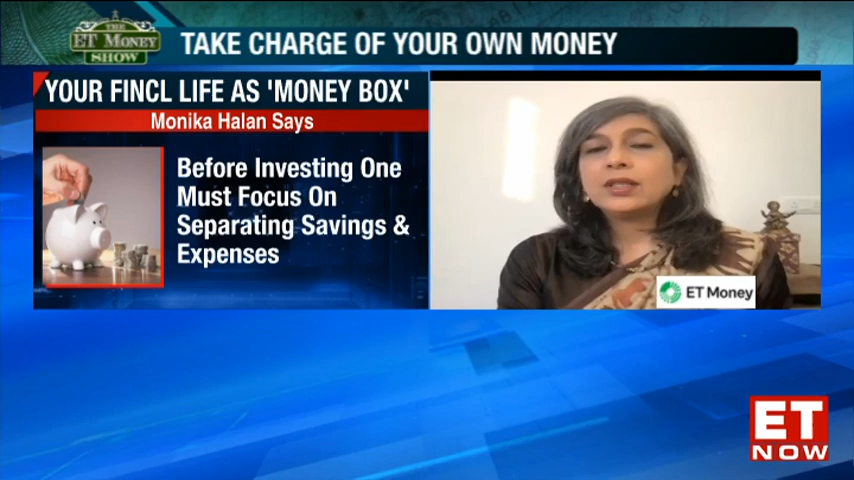 THE
ET MONEY
SHOW
TAKE CHARGE OF YOUR OWN MONEY
YOUR FINCL LIFE AS 'MONEY BOX'
Monika Halan Says
Before Investing One
Must Focus On
Separating Savings &
Expenses
ET Money
ET
NOW